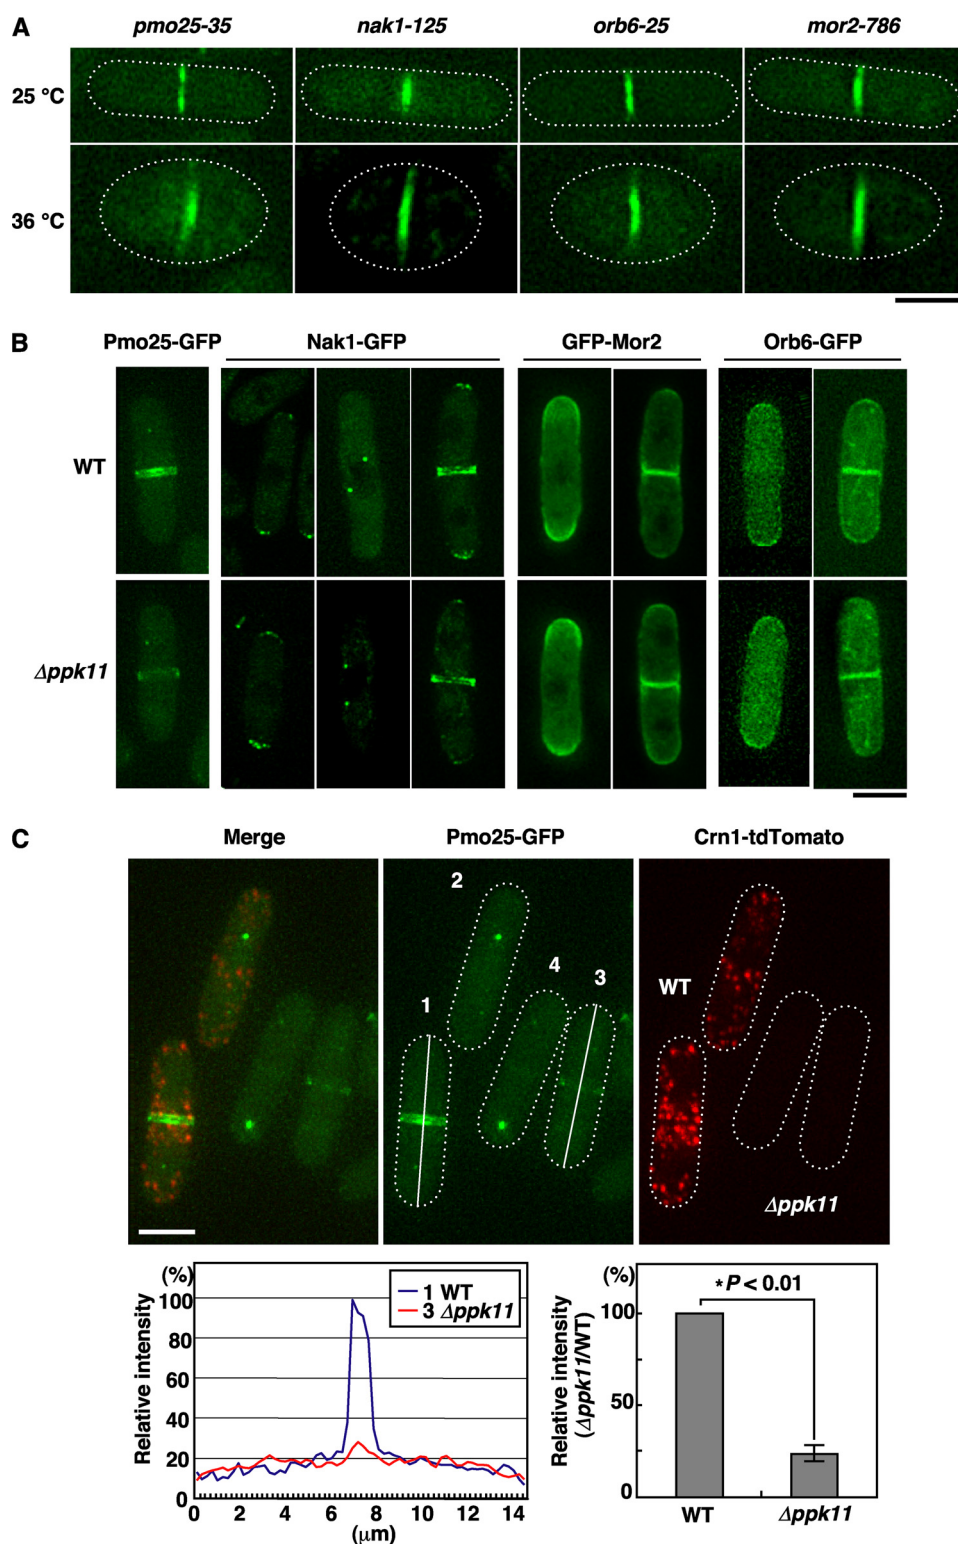 A
pmo25-35 nak1-125 orb6-25 mor2-786
25 °C
36 °C
B
Pmo25-GFP Nak1-GFP GFP-Mor2 Orb6-GFP
WT
Δppk11
C
Merge Pmo25-GFP Crn1-tdTomato
2
4 3
1
WT
Δppk11
(%)
Relative intensity
100
80
60
40
20
0
0 2 4 6 8 10 12 14
(μm)
1 WT
3 Δppk11
(%)
Relative intensity
(Δppk11/WT)
100
50
0
*P < 0.01
WT Δppk11